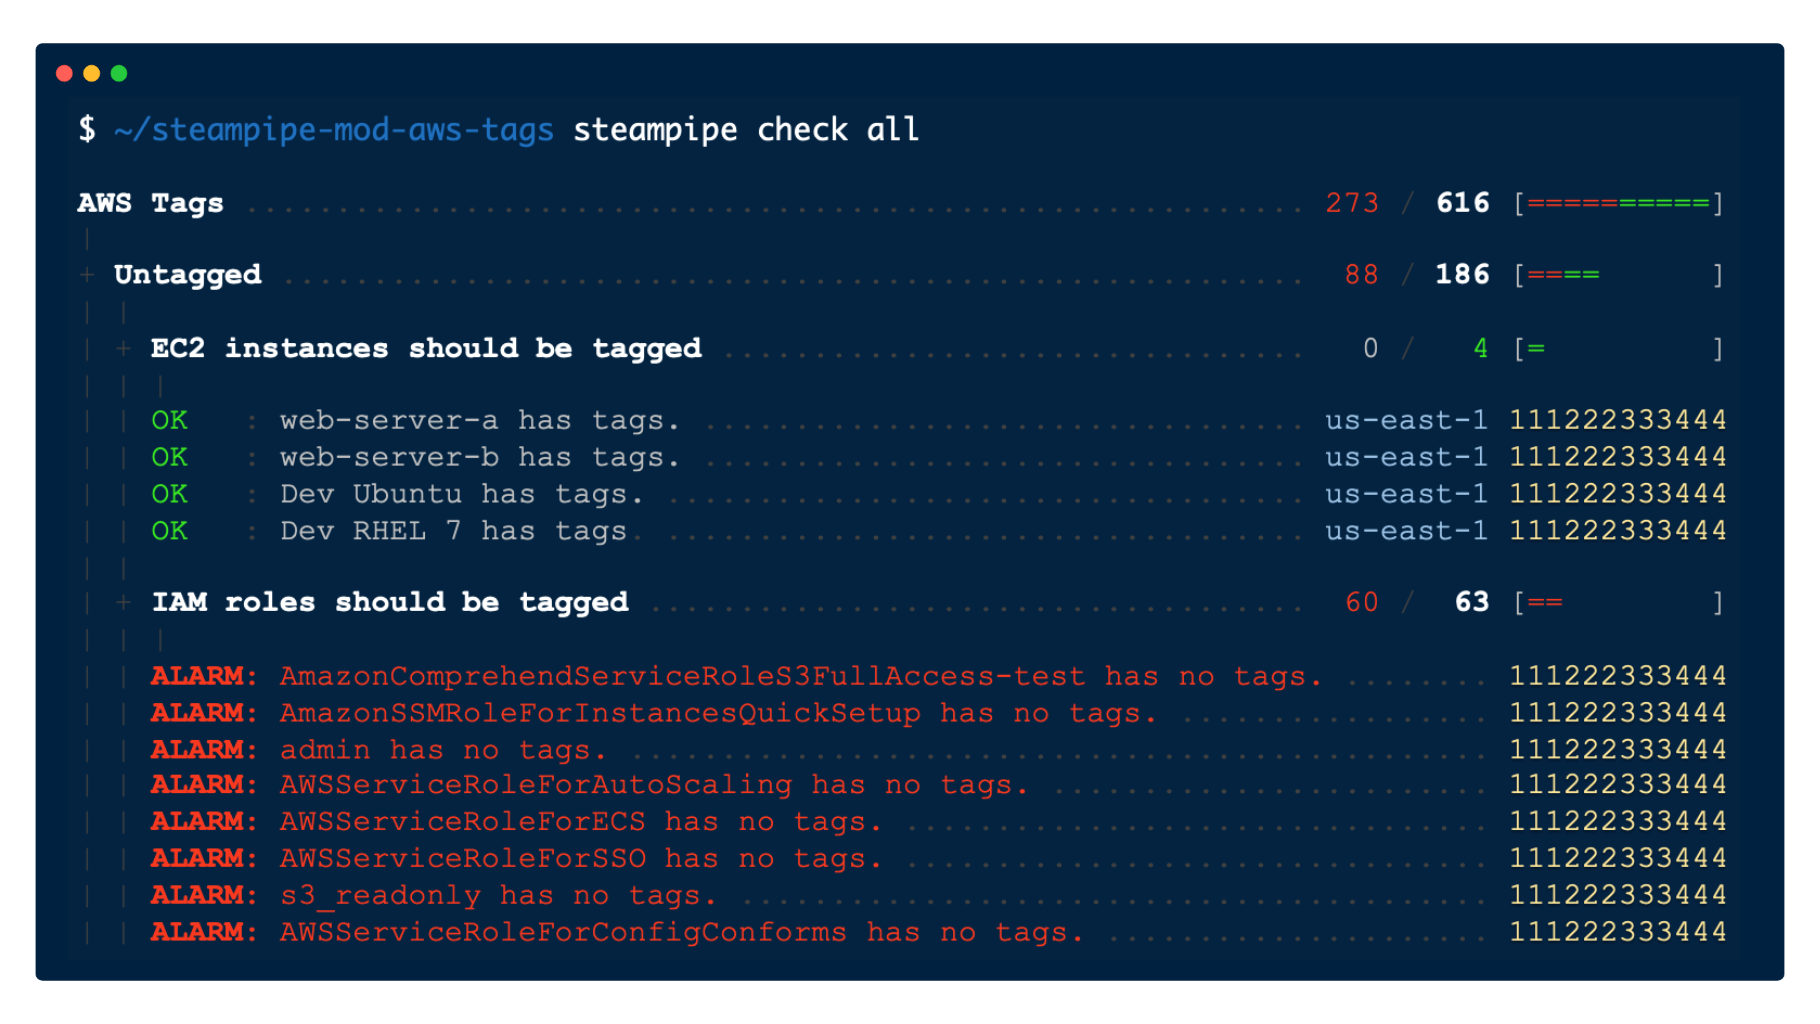 $ ~/steampipe-mod-aws-tags steampipe check all
AWS Tags ......................................................... 273 / 616 [==========]
|
+ Untagged ....................................................... 88 / 186 [==== ]
| |
| + EC2 instances should be tagged ................................ 0 / 4 [= ]
| | |
| | OK : web-server-a has tags. ................................. us-east-1 111222333444
| | OK : web-server-b has tags. ................................. us-east-1 111222333444
| | OK : Dev Ubuntu has tags. ................................... us-east-1 111222333444
| | OK : Dev RHEL 7 has tags. ................................... us-east-1 111222333444
| |
| + IAM roles should be tagged .................................... 60 / 63 [== ]
| | |
| | ALARM: AmazonComprehendServiceRoleS3FullAccess-test has no tags. ........ 111222333444
| | ALARM: AmazonSSMRoleForInstancesQuickSetup has no tags. ................. 111222333444
| | ALARM: admin has no tags. ............................................... 111222333444
| | ALARM: AWSServiceRoleForAutoScaling has no tags. ........................ 111222333444
| | ALARM: AWSServiceRoleForECS has no tags. ................................ 111222333444
| | ALARM: AWSServiceRoleForSSO has no tags. ................................ 111222333444
| | ALARM: s3_readonly has no tags. ......................................... 111222333444
| | ALARM: AWSServiceRoleForConfigConforms has no tags. ..................... 111222333444